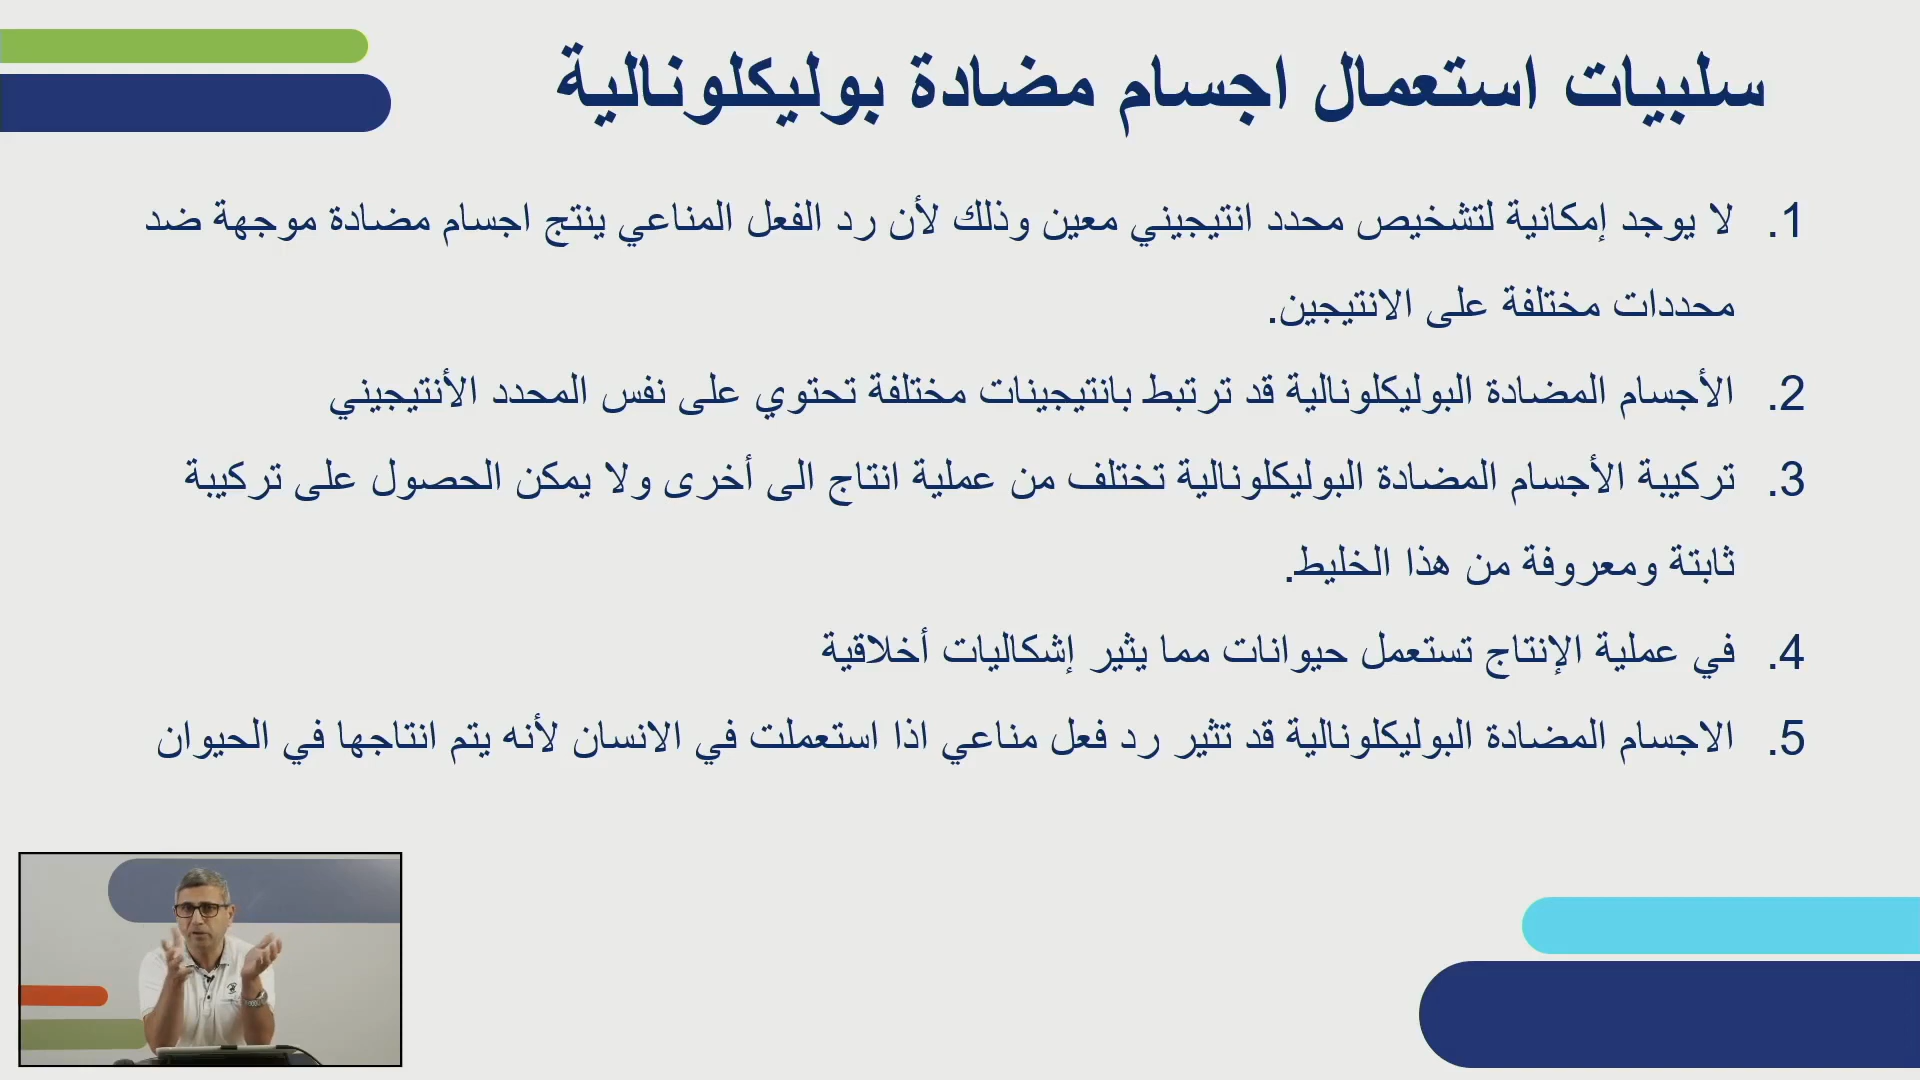 سلبيات استعمال اجسام مضادة بوليكلونالية
1. لا يوجد إمكانية لتشخيص محدد انتيجيني معين وذلك لأن رد الفعل المناعي ينتج اجسام مضادة موجهة ضد
محددات مختلفة على الانتيجين.
2. الأجسام المضادة البوليكلونالية قد ترتبط بانتيجينات مختلفة تحتوي على نفس المحدد الأنتيجيني
3. تركيبة الأجسام المضادة البوليكلونالية تختلف من عملية انتاج الى أخرى ولا يمكن الحصول على تركيبة
ثابتة ومعروفة من هذا الخليط.
4. في عملية الإنتاج تستعمل حيوانات مما يثير إشكاليات أخلاقية
5. الاجسام المضادة البوليكلونالية قد تثير رد فعل مناعي اذا استعملت في الانسان لأنه يتم انتاجها في الحيوان